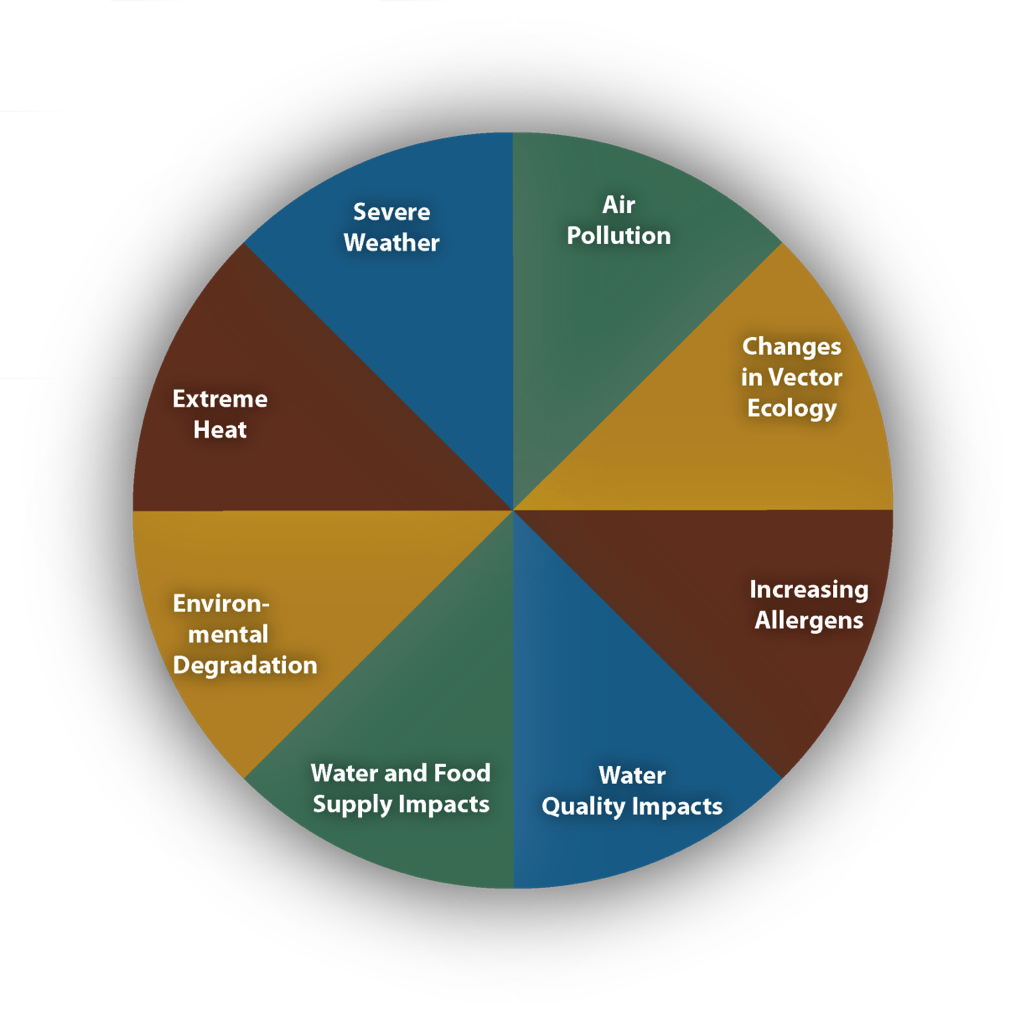 Severe
Weather
Air
Pollution
Changes
in Vector
Ecology
Extreme
Heat
Increasing
Allergens
Environ-
mental
Degradation
Water and Food
Supply Impacts
Water
Quality Impacts